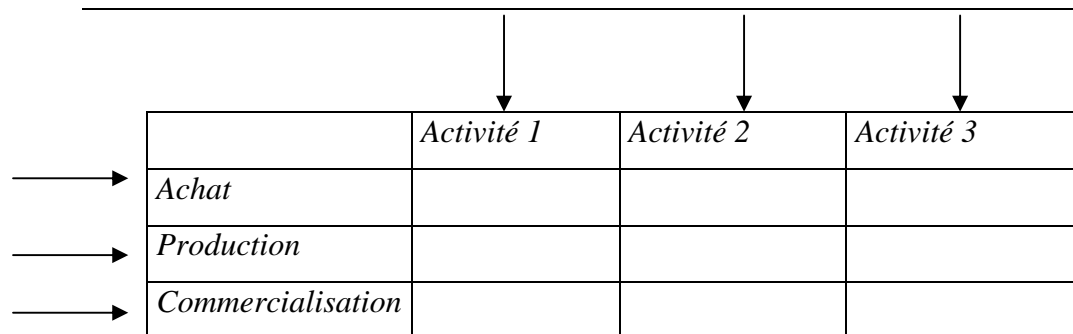 Activité 1 Activité 2 Activité 3
Achat
Production
Commercialisation